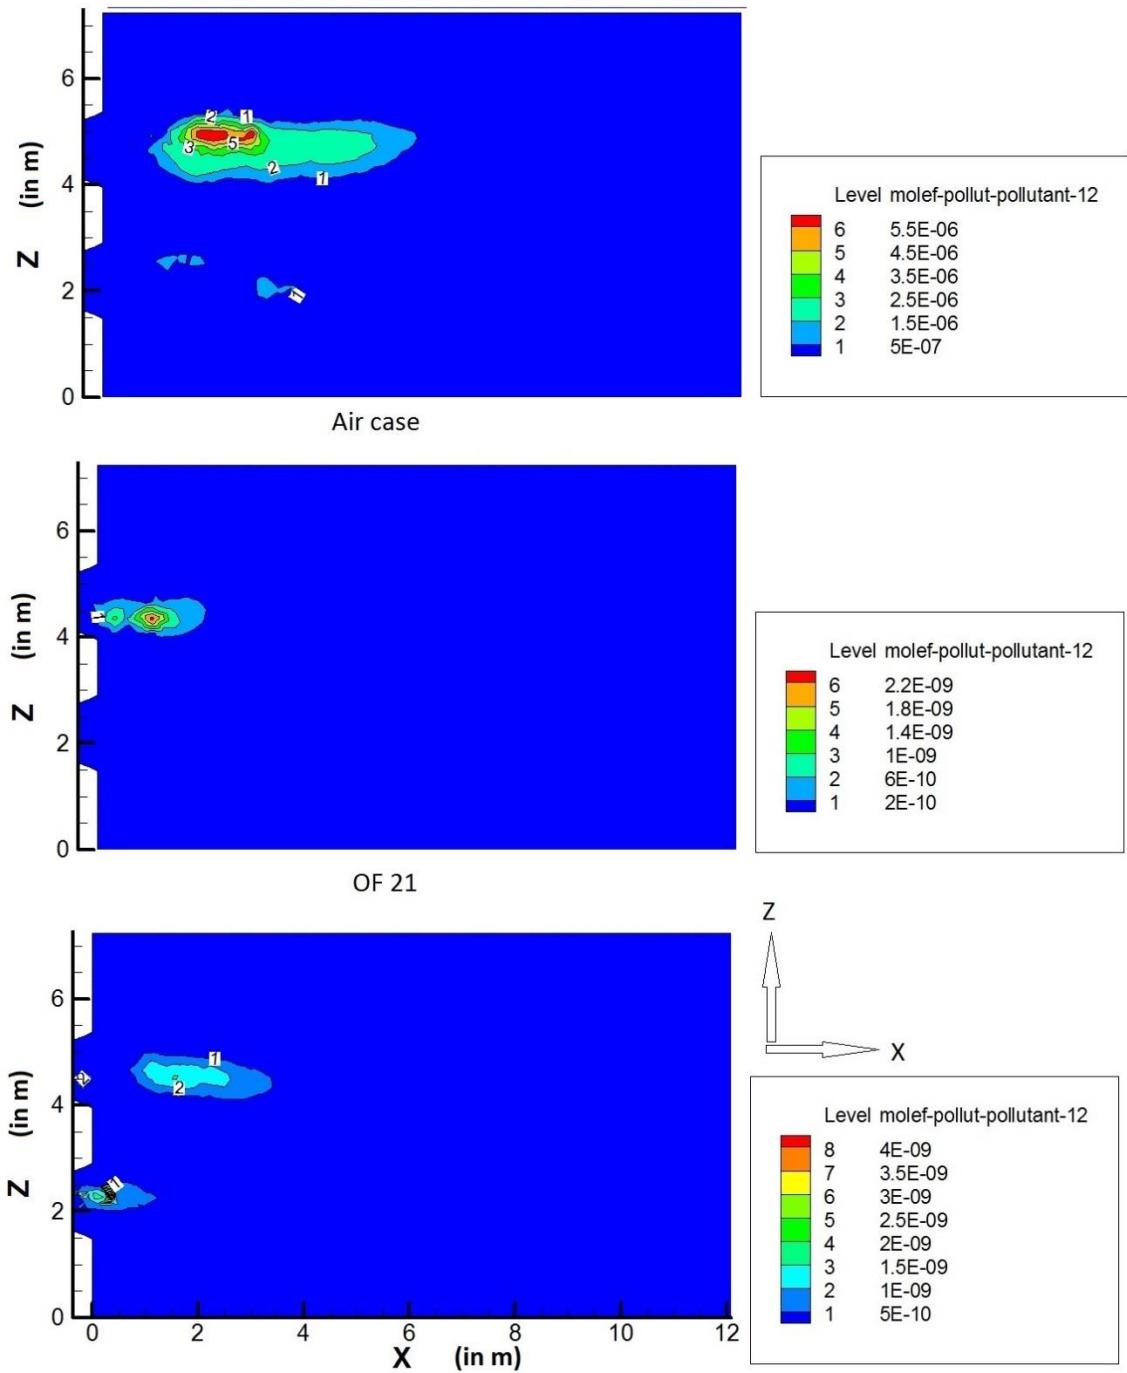 6
4
2
0
Z (in m)
2
1
3
5
2
1
1
Level molef-pollut-pollutant-12
6 5.5E-06
5 4.5E-06
4 3.5E-06
3 2.5E-06
2 1.5E-06
1 5E-07
Air case
6
4
2
0
Z (in m)
1
Level molef-pollut-pollutant-12
6 2.2E-09
5 1.8E-09
4 1.4E-09
3 1E-09
2 6E-10
1 2E-10
OF 21
Z
X
6
4
2
0
Z (in m)
1
2
2
1
0 2 4 6 8 10 12
X (in m)
Level molef-pollut-pollutant-12
8 4E-09
7 3.5E-09
6 3E-09
5 2.5E-09
4 2E-09
3 1.5E-09
2 1E-09
1 5E-10